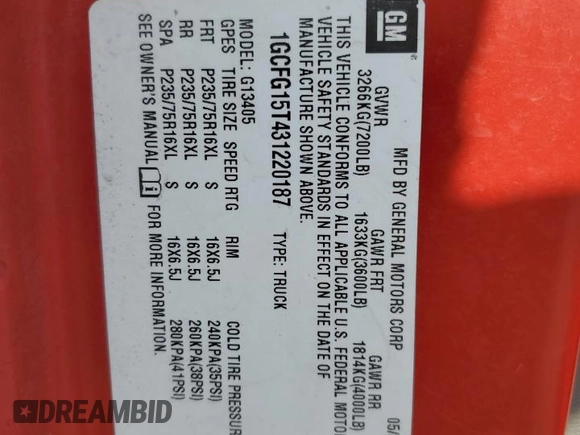 GM
MFD BY GENERAL MOTORS CORP 05/
GVWR GAWR FRT GAWR RR
3266KG(7200LB) 1633KG(3600LB) 1814KG(4000LB)
THIS VEHICLE CONFORMS TO ALL APPLICABLE U.S. FEDERAL MOTO
VEHICLE SAFETY STANDARDS IN EFFECT ON THE DATE OF
MANUFACTURE SHOWN ABOVE.
1GCFG15T431220187 TYPE: TRUCK
MODEL: G13405
GPES TIRE SIZE SPEED RTG RIM COLD TIRE PRESSUR
FRT P235/75R16XL S 16X6.5J 240KPA(35PSI)
RR P235/75R16XL S 16X6.5J 260KPA(38PSI)
SPA P235/75R16XL S 16X6.5J 280KPA(41PSI)
SEE OWNER'S MANUAL FOR MORE INFORMATION.
DREAMBID